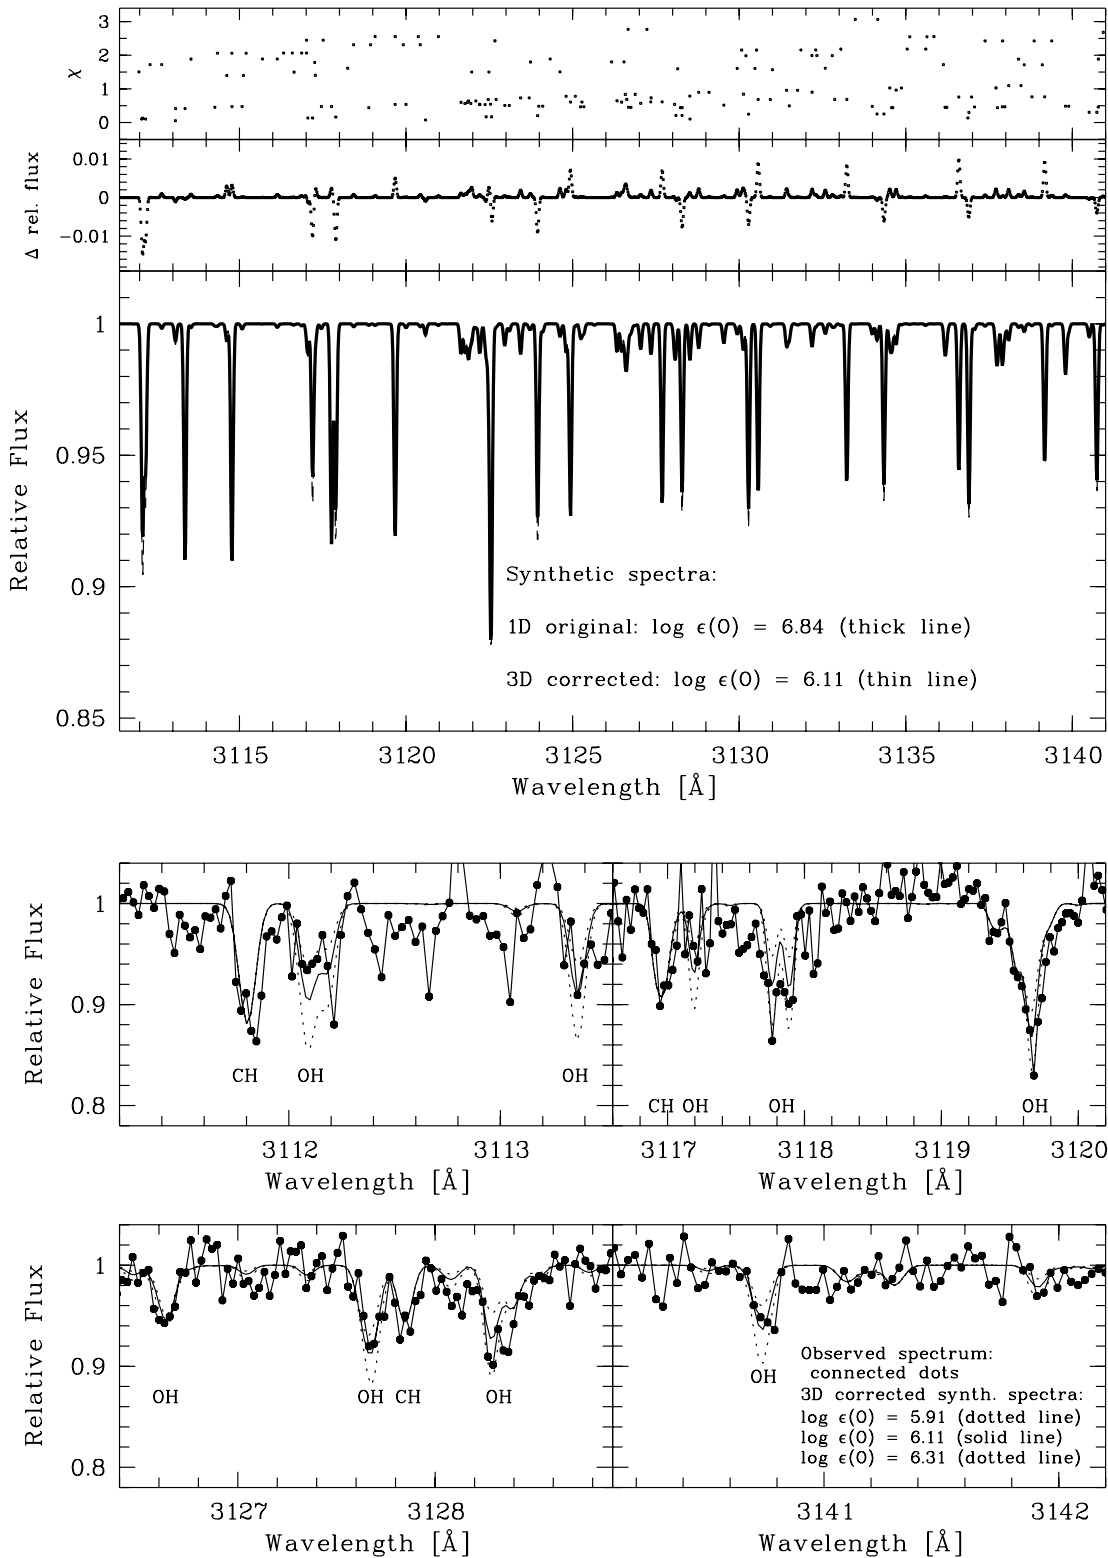 3
2
1
0
χ
0.01
0
−0.01
Δ rel. flux
1
0.95
0.9
0.85
Relative Flux
Synthetic spectra:
1D original: log ϵ(O) = 6.84 (thick line)
3D corrected: log ϵ(O) = 6.11 (thin line)
3115 3120 3125 3130 3135 3140
Wavelength [Å]
1
0.9
0.8
Relative Flux
CH OH OH
CH OH OH OH
3112 3113 3117 3118 3119 3120
Wavelength [Å] Wavelength [Å]
1
0.9
0.8
Relative Flux
OH OH CH OH
OH
Observed spectrum:
connected dots
3D corrected synth. spectra:
log ϵ(O) = 5.91 (dotted line)
log ϵ(O) = 6.11 (solid line)
log ϵ(O) = 6.31 (dotted line)
3127 3128 3141 3142
Wavelength [Å] Wavelength [Å]